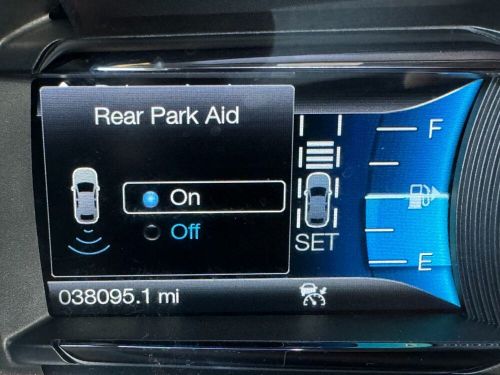 Rear Park Aid
On
Off
SET
F
E
038095.1 mi